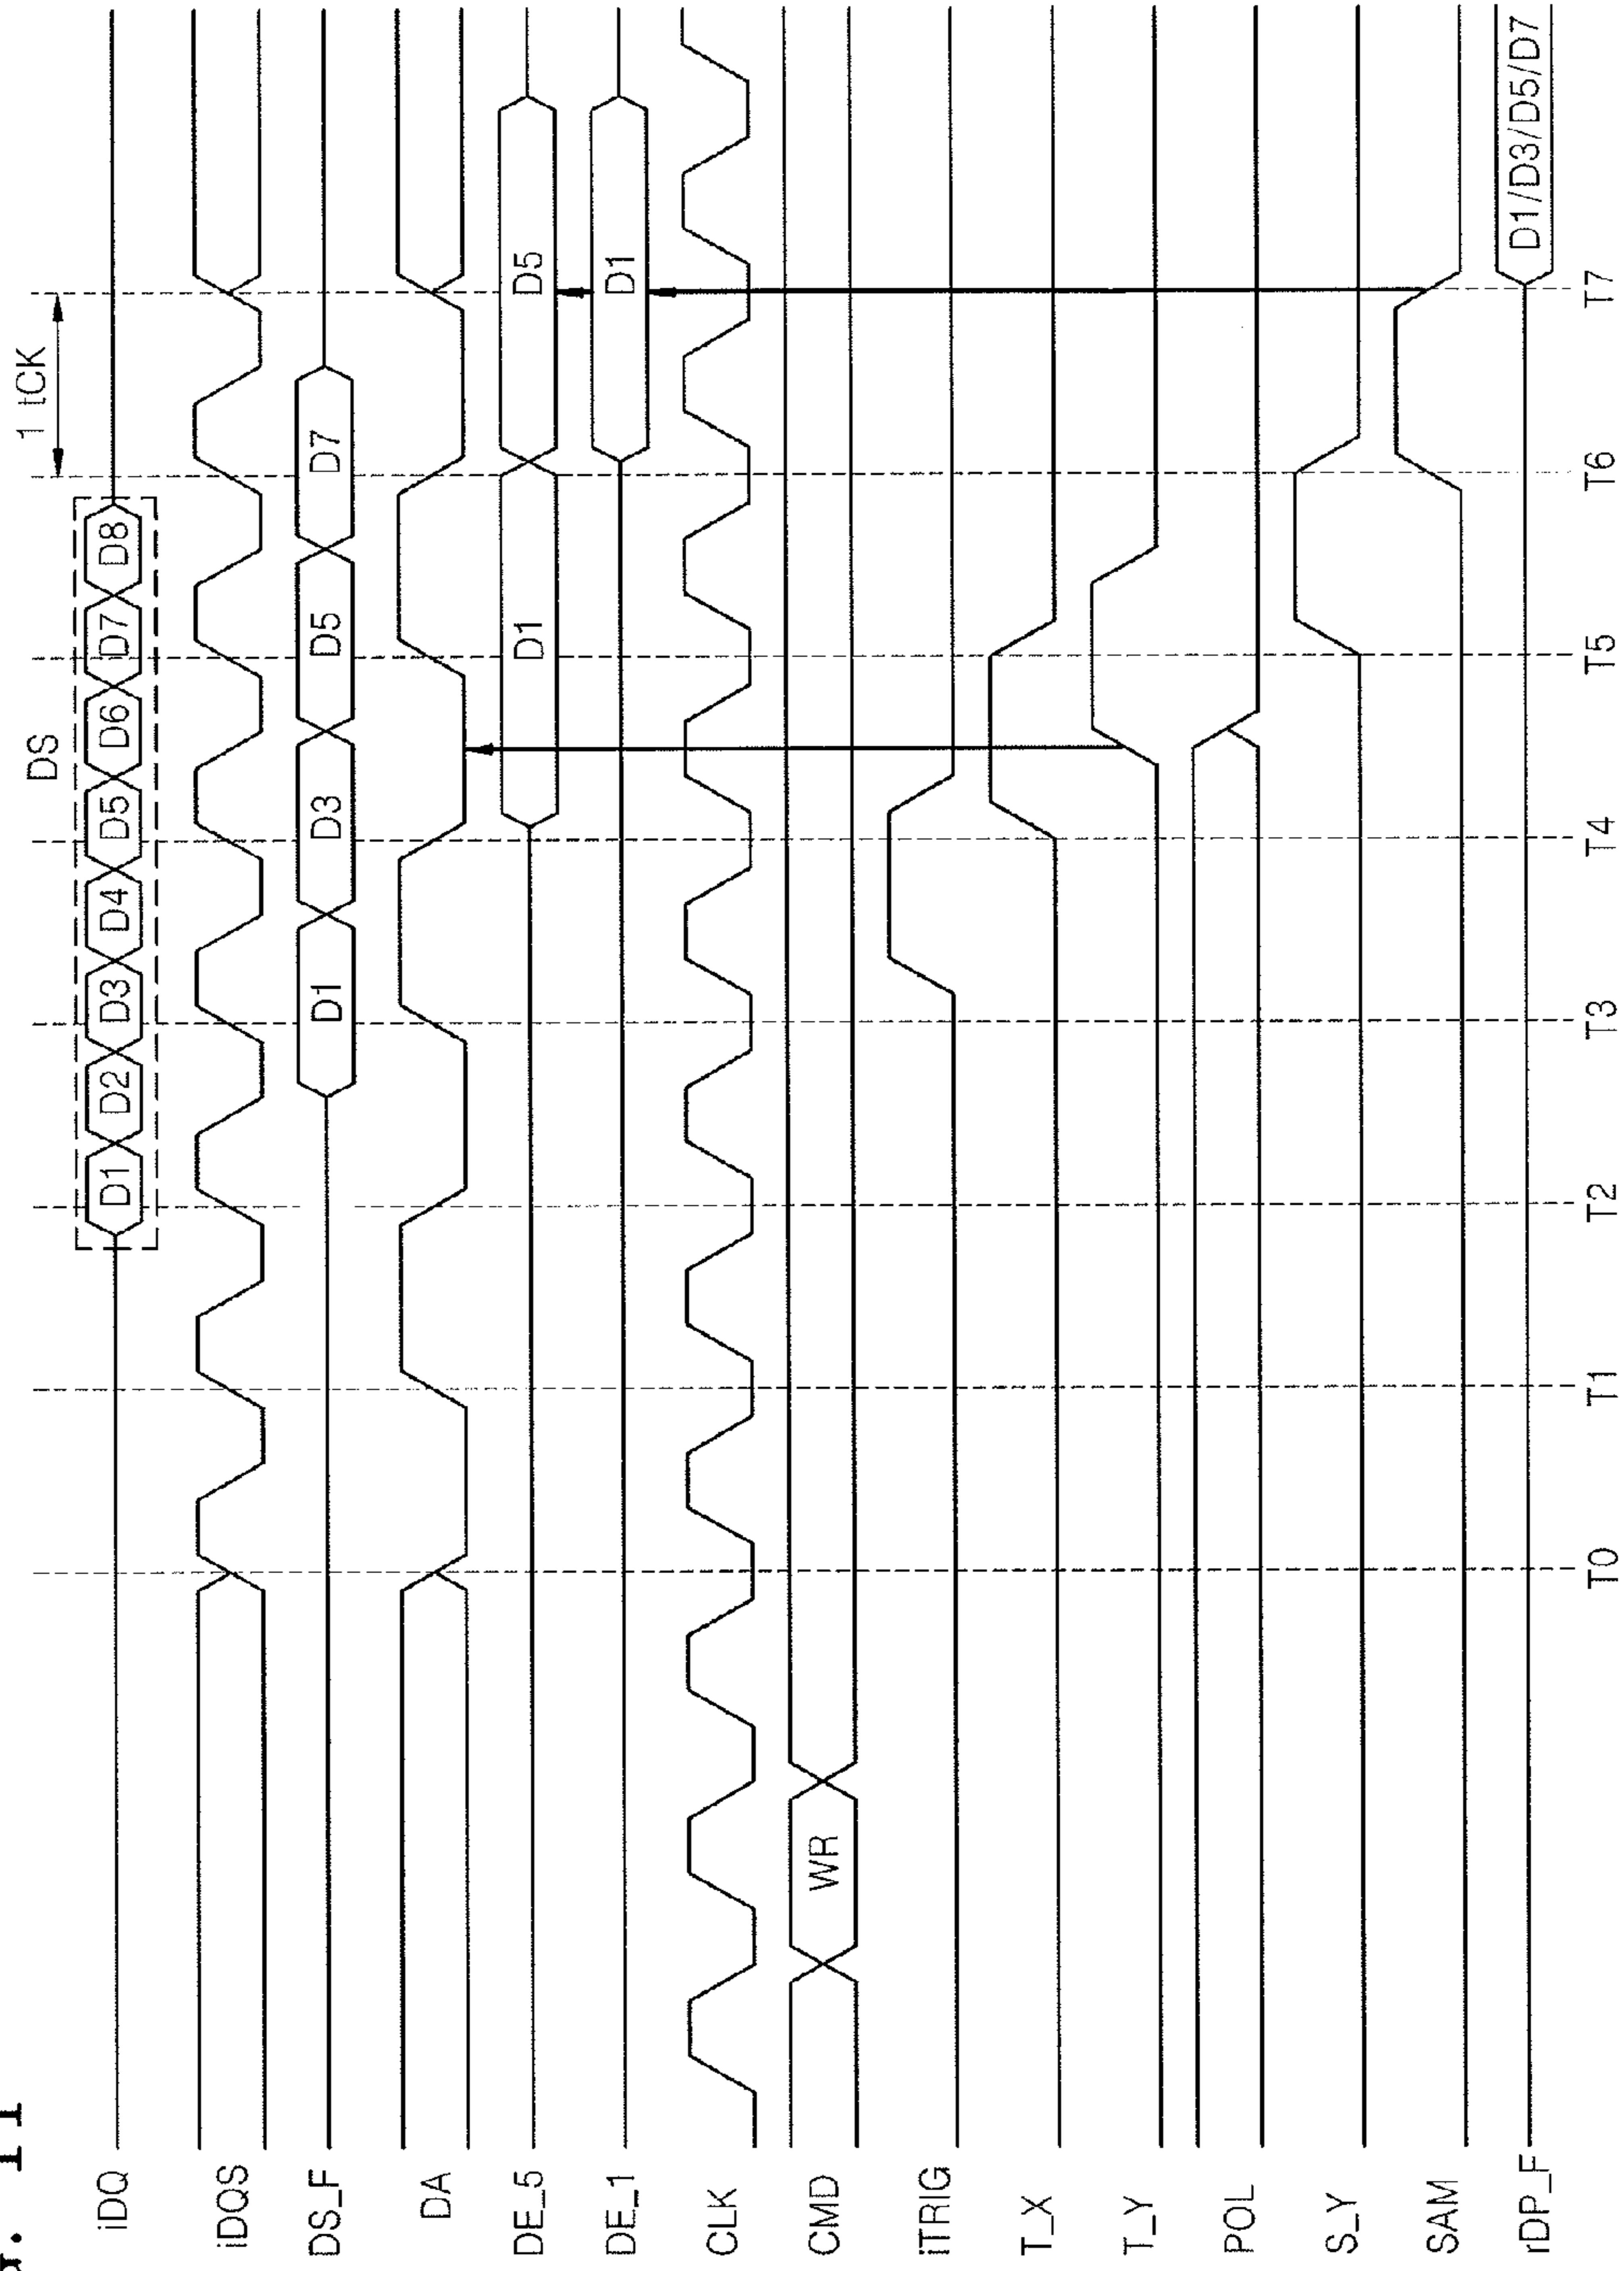 g. 11
DS
1 tCK
iDQ
D1 D2 D3 D4 D5 D6 D7 D8
iDQS
DS_F
D1 D3 D5 D7
DA
DE_5
D1 D5
DE_1
D1
CLK
CMD
WR
iTRIG
T_X
T_Y
POL
S_Y
SAM
rDP_F
D1/D3/D5/D7
T0 T1 T2 T3 T4 T5 T6 T7